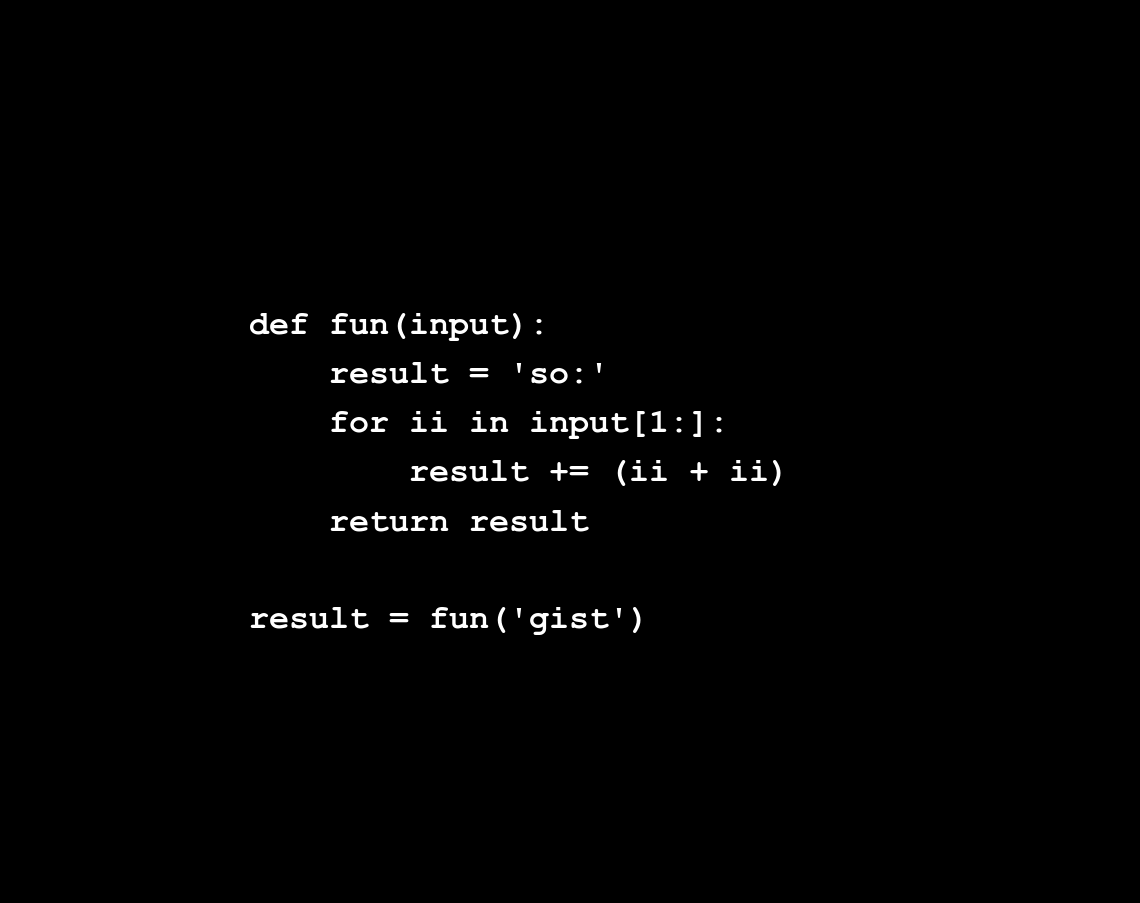 def fun(input):
    result = 'so:'
    for ii in input[1:]:
        result += (ii + ii)
    return result

result = fun('gist')